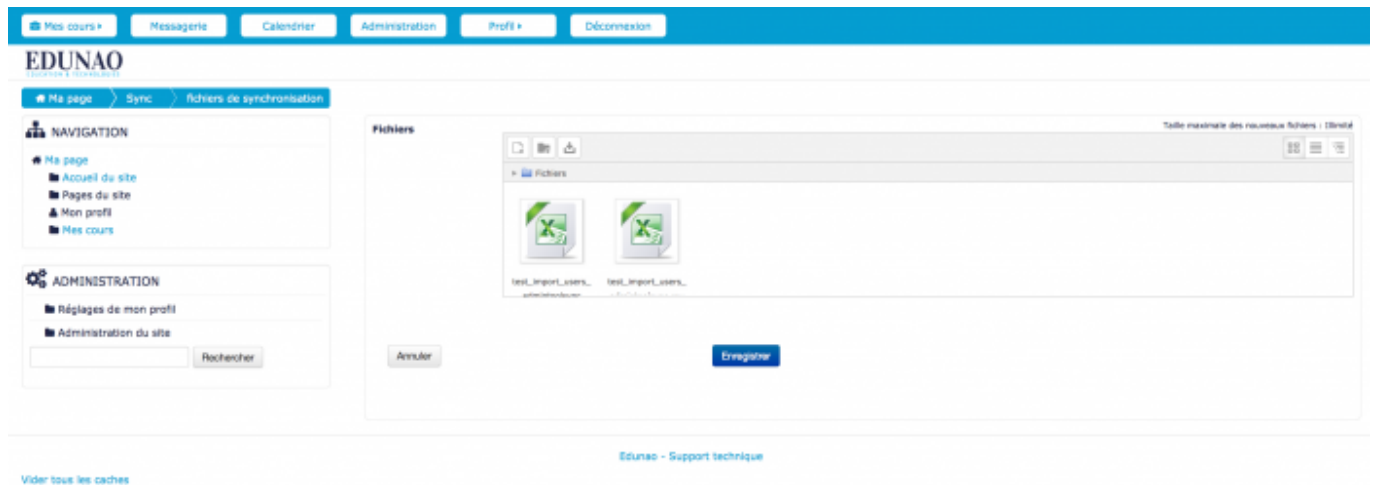 Mes cours
Messagerie
Calendrier
Administration
Profil
Déconnexion
EDUNAO
Ma page
Sync
fichiers de synchronisation
NAVIGATION
Ma page
Accueil du site
Pages du site
Mon profil
Mes cours
ADMINISTRATION
Réglages de mon profil
Administration du site
Rechercher
Fichiers
Taille maximale des nouveaux fichiers : Illimité
Fichiers
test_import_users_
test_import_users_
Annuler
Enregistrer
Edunao - Support technique
Vider tous les caches